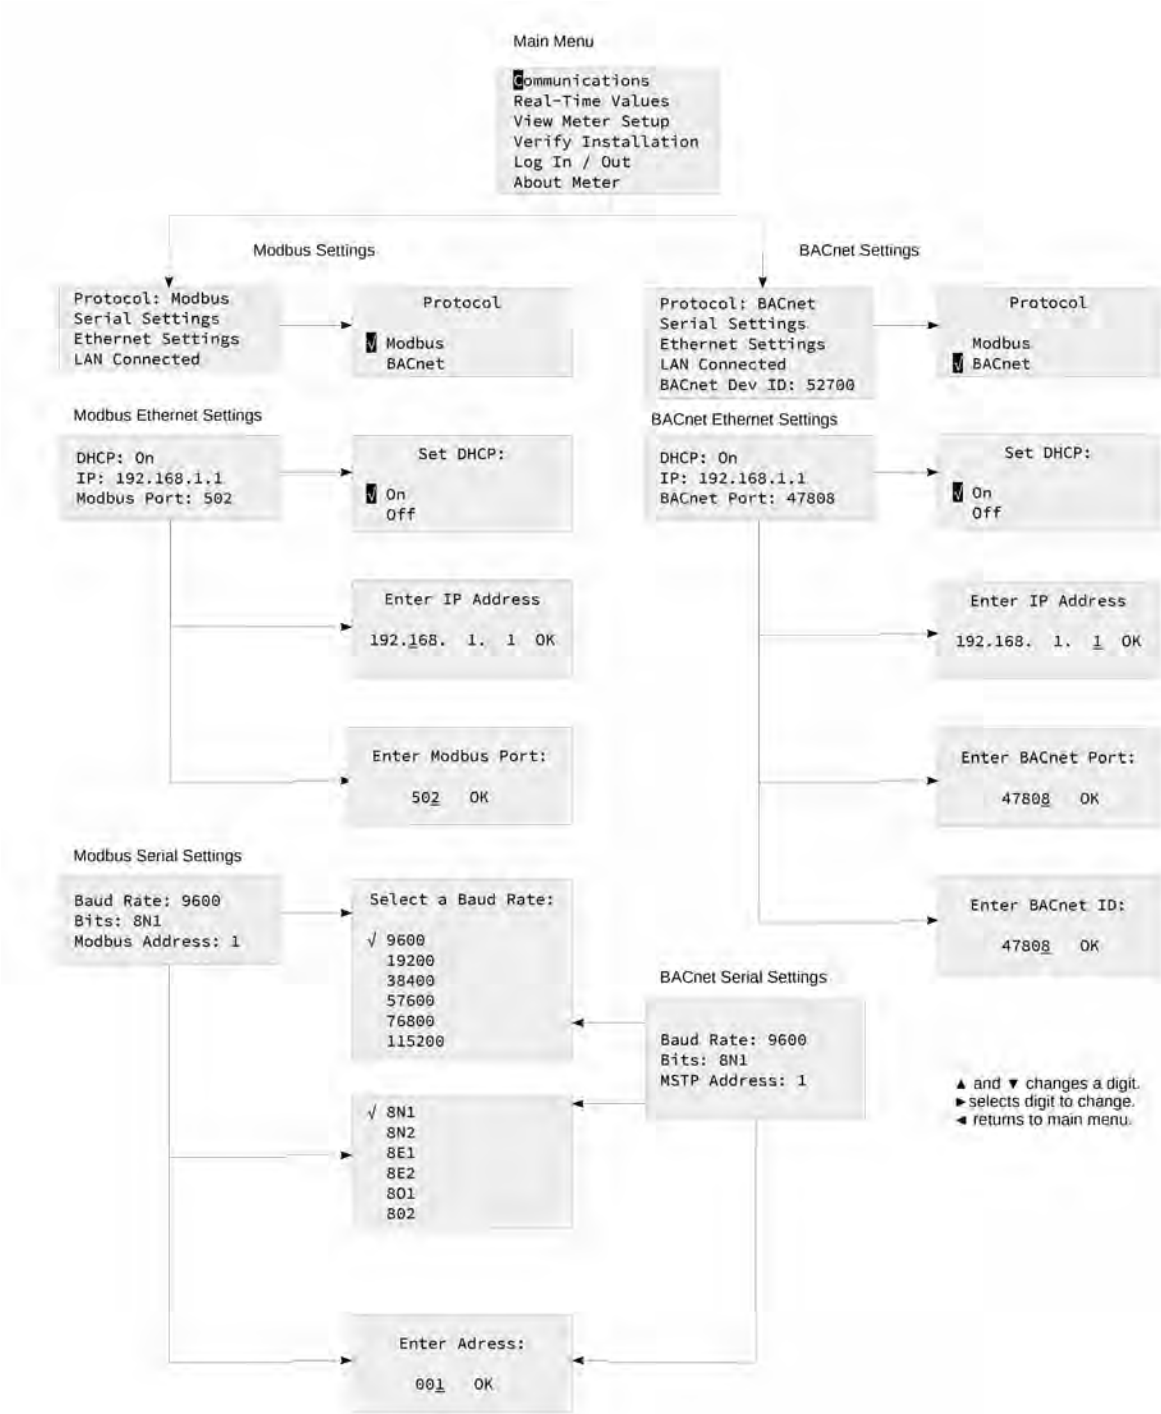 Main Menu
Communications
Real-Time Values
View Meter Setup
Verify Installation
Log In / Out
About Meter
Modbus Settings
Protocol: Modbus
Serial Settings
Ethernet Settings
LAN Connected
Protocol
√ Modbus
BACnet
BACnet Settings
Protocol: BACnet
Serial Settings
Ethernet Settings
LAN Connected
BACnet Dev ID: 52700
Protocol
Modbus
√ BACnet
Modbus Ethernet Settings
DHCP: On
IP: 192.168.1.1
Modbus Port: 502
Set DHCP:
√ On
Off
Enter IP Address
192.168. 1. 1 OK
Enter Modbus Port:
502 OK
BACnet Ethernet Settings
DHCP: On
IP: 192.168.1.1
BACnet Port: 47808
Set DHCP:
√ On
Off
Enter IP Address
192.168. 1. 1 OK
Enter BACnet Port:
47808 OK
Enter BACnet ID:
47808 OK
Modbus Serial Settings
Baud Rate: 9600
Bits: 8N1
Modbus Address: 1
Select a Baud Rate:
√ 9600
19200
38400
57600
76800
115200
√ 8N1
8N2
8E1
8E2
8O1
8O2
BACnet Serial Settings
Baud Rate: 9600
Bits: 8N1
MSTP Address: 1
▲ and ▼ changes a digit.
► selects digit to change.
◄ returns to main menu.
Enter Adress:
001 OK